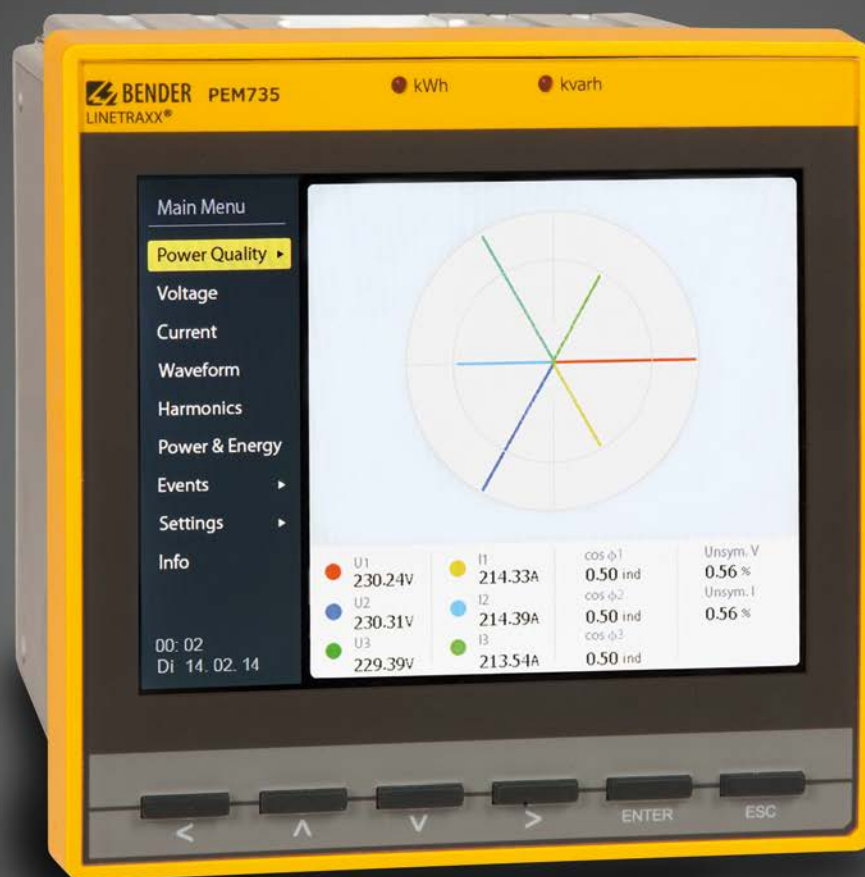 BENDER PEM735
LINETRAXX®
kWh
kvarh
Main Menu
Power Quality
Voltage
Current
Waveform
Harmonics
Power & Energy
Events
Settings
Info
00: 02
Di 14. 02. 14
U1
230.24V
U2
230.31V
U3
229.39V
I1
214.33A
I2
214.39A
I3
213.54A
cos ϕ1
0.50 ind
cos ϕ2
0.50 ind
cos ϕ3
0.50 ind
Unsym. V
0.56 %
Unsym. I
0.56 %
< ∧ ∨ > ENTER ESC